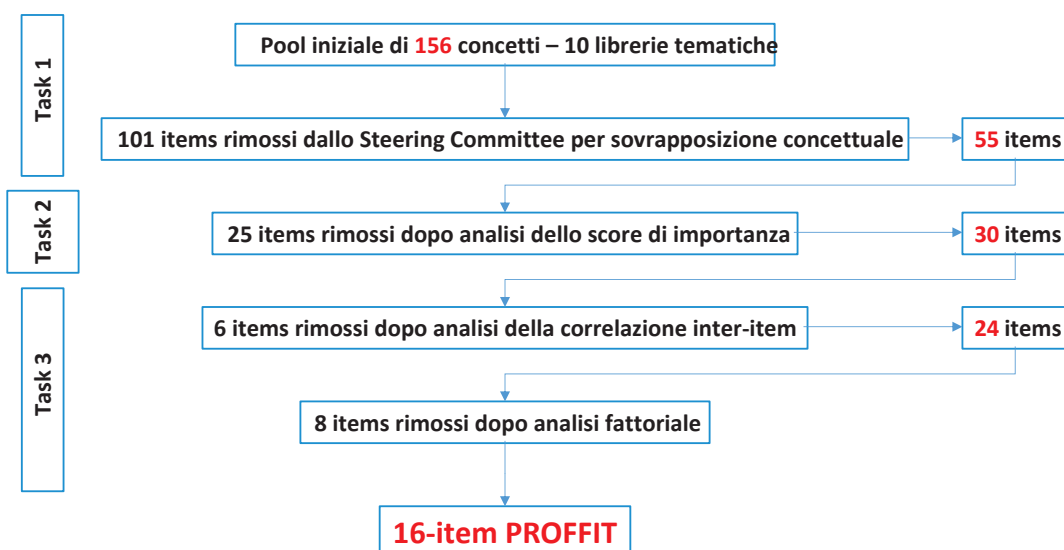 Task 1
Pool iniziale di 156 concetti – 10 librerie tematiche
101 items rimossi dallo Steering Committee per sovrapposizione concettuale
55 items
Task 2
25 items rimossi dopo analisi dello score di importanza
30 items
Task 3
6 items rimossi dopo analisi della correlazione inter-item
24 items
8 items rimossi dopo analisi fattoriale
16-item PROFFIT